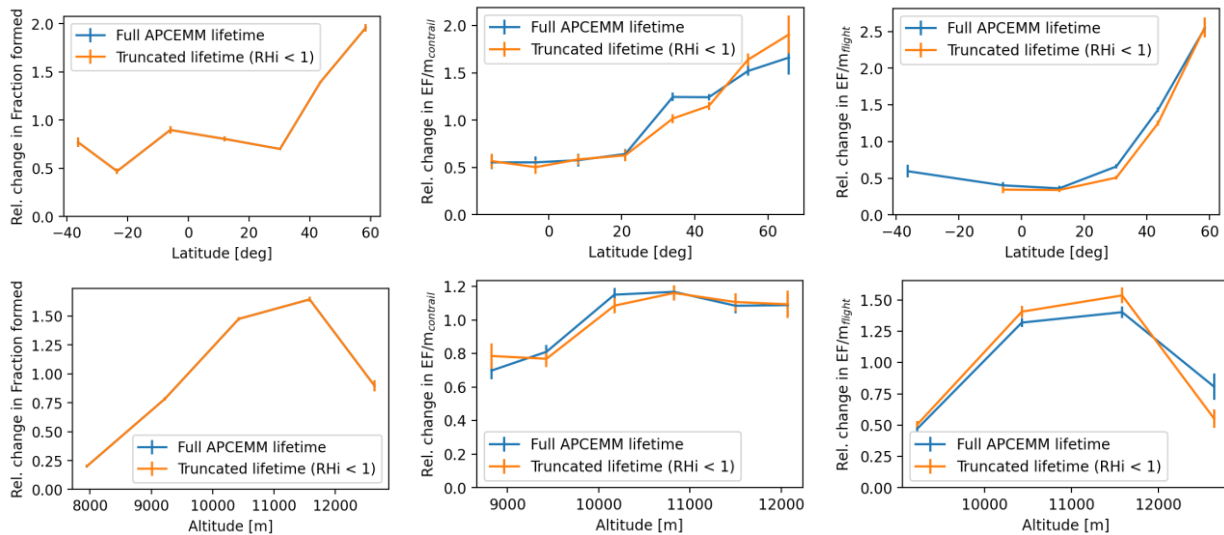 Rel. change in Fraction formed
2.0
1.5
1.0
0.5
0.0
Full APCEMM lifetime
Truncated lifetime (RHi < 1)
−40
−20
0
20
40
60
Latitude [deg]
Rel. change in EF/m_contrail
2.0
1.5
1.0
0.5
0.0
Full APCEMM lifetime
Truncated lifetime (RHi < 1)
0
20
40
60
Latitude [deg]
Rel. change in EF/m_flight
2.5
2.0
1.5
1.0
0.5
0.0
Full APCEMM lifetime
Truncated lifetime (RHi < 1)
−40
−20
0
20
40
60
Latitude [deg]
Rel. change in Fraction formed
1.50
1.25
1.00
0.75
0.50
0.25
0.00
Full APCEMM lifetime
Truncated lifetime (RHi < 1)
8000
9000
10000
11000
12000
Altitude [m]
Rel. change in EF/m_contrail
1.2
1.0
0.8
0.6
0.4
0.2
0.0
Full APCEMM lifetime
Truncated lifetime (RHi < 1)
9000
10000
11000
12000
Altitude [m]
Rel. change in EF/m_flight
1.50
1.25
1.00
0.75
0.50
0.25
0.00
Full APCEMM lifetime
Truncated lifetime (RHi < 1)
10000
11000
12000
Altitude [m]